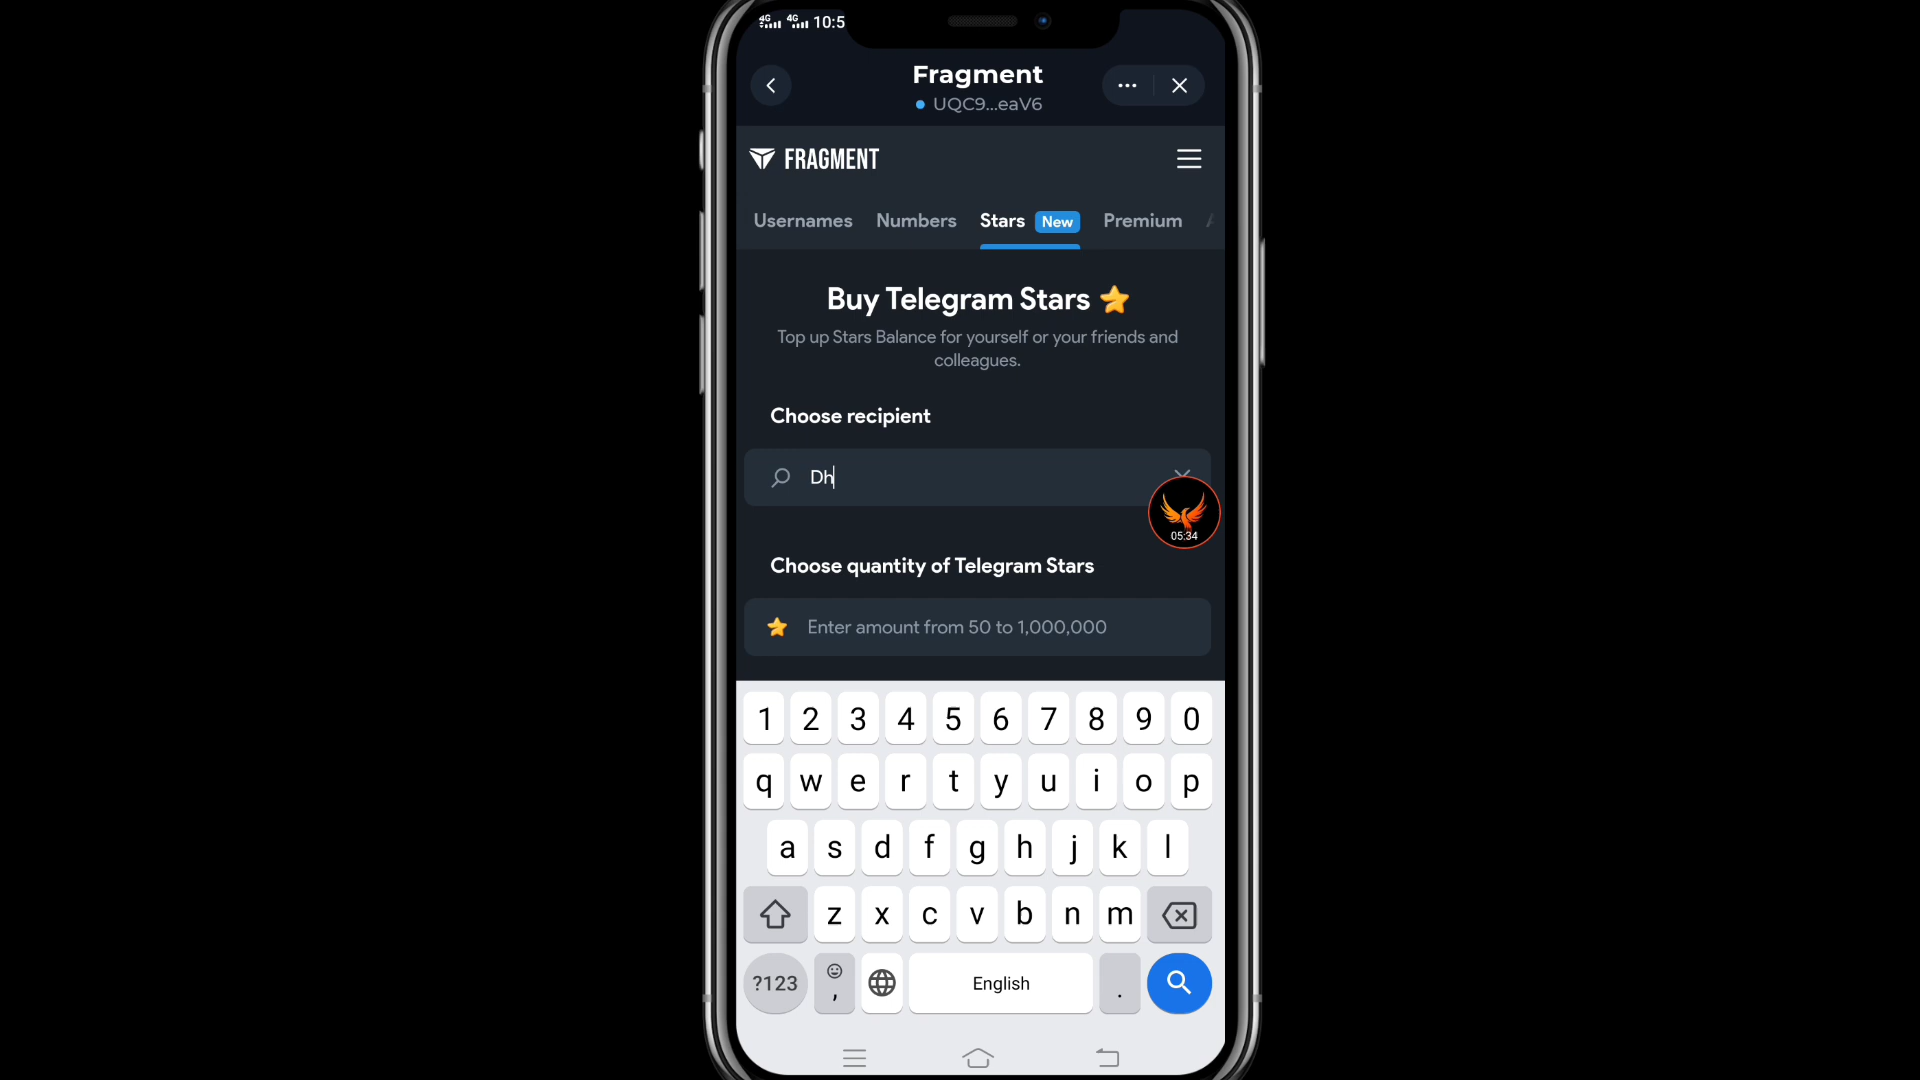 4G 4G 10:5
Fragment
UQC9...eaV6
FRAGMENT
Usernames Numbers Stars New Premium
Buy Telegram Stars
Top up Stars Balance for yourself or your friends and
colleagues.
Choose recipient
Dh
05:34
Choose quantity of Telegram Stars
Enter amount from 50 to 1,000,000
1 2 3 4 5 6 7 8 9 0
q w e r t y u i o p
a s d f g h j k l
z x c v b n m
?123 , English .